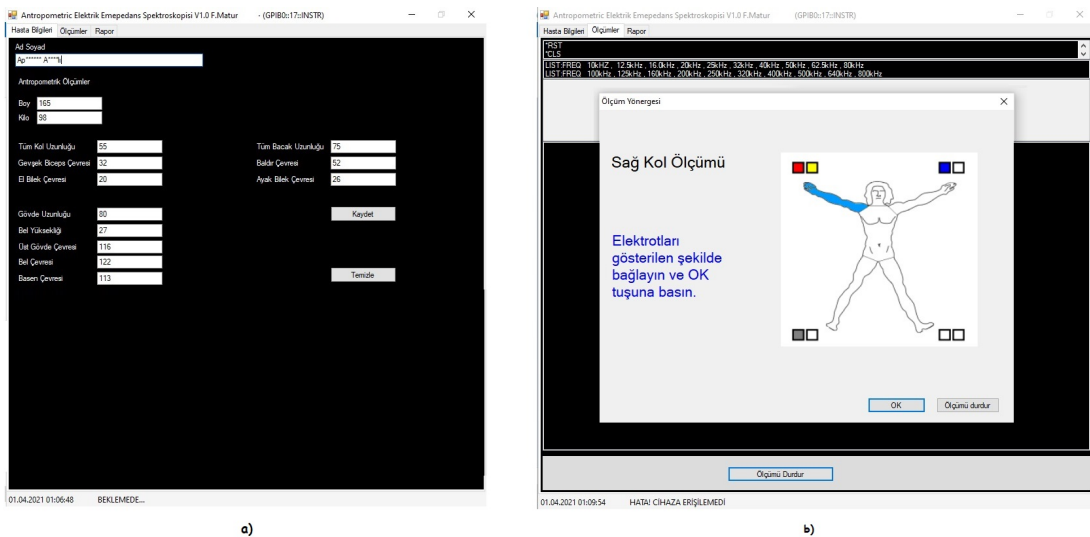 Antropometric Elektrik Emepedans Spektroskopisi V1.0 F.Matur - (GPIB0::17::INSTR)
Hasta Bilgileri Ölçümler Rapor
Ad Soyad
Antropometrik Ölçümler
Boy 165
Kilo 98
Tüm Kol Uzunluğu 55 Tüm Bacak Uzunluğu 75
Gevşek Biceps Çevresi 32 Baldır Çevresi 52
El Bilek Çevresi 20 Ayak Bilek Çevresi 26
Gövde Uzunluğu 80 Kaydet
Bel Yüksekliği 27
Üst Gövde Çevresi 116
Bel Çevresi 122
Basen Çevresi 113 Temizle
01.04.2021 01:06:48 BEKLEMEDE...
a)
Antropometric Elektrik Emepedans Spektroskopisi V1.0 F.Matur (GPIB0::17::INSTR)
Hasta Bilgileri Ölçümler Rapor
*RST
*CLS
LIST:FREQ 10kHZ , 12.5kHz , 16.0kHz , 20kHz , 25kHz , 32kHz , 40kHz , 50kHz , 62.5kHz , 80kHz
LIST:FREQ 100kHz , 125kHz , 160kHz , 200kHz , 250kHz , 320kHz , 400kHz , 500kHz , 640kHz , 800kHz
Ölçüm Yönergesi
Sağ Kol Ölçümü
Elektrotları
gösterilen şekilde
bağlayın ve OK
tuşuna basın.
OK Ölçümü durdur
Ölçümü Durdur
01.04.2021 01:09:54 HATA! CİHAZA ERİŞİLEMEDİ
b)